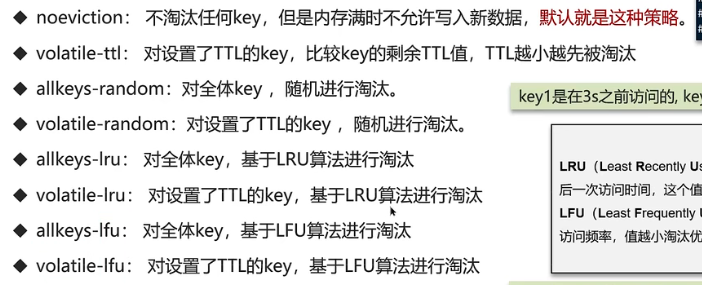 ◆ noeviction： 不淘汰任何key，但是内存满时不允许写入新数据，默认就是这种策略。
◆ volatile-ttl： 对设置了TTL的key，比较key的剩余TTL值，TTL越小越先被淘汰
◆ allkeys-random：对全体key ，随机进行淘汰。
◆ volatile-random：对设置了TTL的key ，随机进行淘汰。
◆ allkeys-lru： 对全体key，基于LRU算法进行淘汰
◆ volatile-lru： 对设置了TTL的key，基于LRU算法进行淘汰
◆ allkeys-lfu： 对全体key，基于LFU算法进行淘汰
◆ volatile-lfu： 对设置了TTL的key，基于LFU算法进行淘汰
key1是在3s之前访问的, key
LRU（Least Recently Us
后一次访问时间，这个值
LFU（Least Frequently U
访问频率，值越小淘汰优